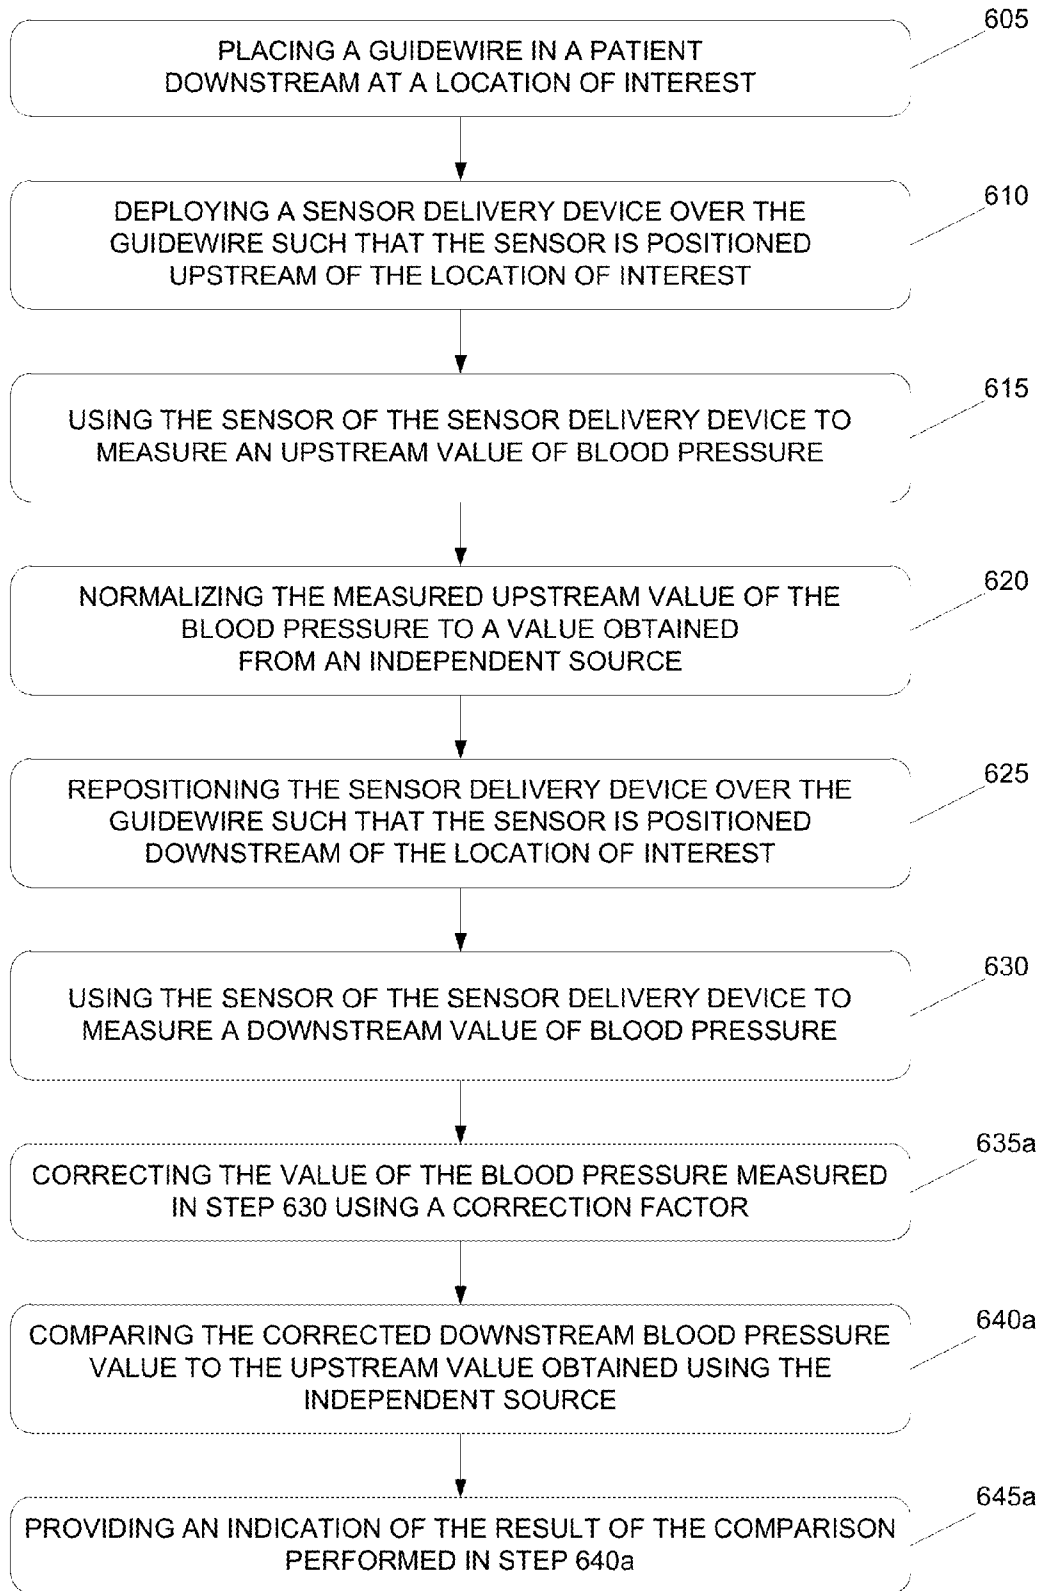 605
PLACING A GUIDEWIRE IN A PATIENT
DOWNSTREAM AT A LOCATION OF INTEREST
610
DEPLOYING A SENSOR DELIVERY DEVICE OVER THE
GUIDEWIRE SUCH THAT THE SENSOR IS POSITIONED
UPSTREAM OF THE LOCATION OF INTEREST
615
USING THE SENSOR OF THE SENSOR DELIVERY DEVICE TO
MEASURE AN UPSTREAM VALUE OF BLOOD PRESSURE
620
NORMALIZING THE MEASURED UPSTREAM VALUE OF THE
BLOOD PRESSURE TO A VALUE OBTAINED
FROM AN INDEPENDENT SOURCE
625
REPOSITIONING THE SENSOR DELIVERY DEVICE OVER THE
GUIDEWIRE SUCH THAT THE SENSOR IS POSITIONED
DOWNSTREAM OF THE LOCATION OF INTEREST
630
USING THE SENSOR OF THE SENSOR DELIVERY DEVICE TO
MEASURE A DOWNSTREAM VALUE OF BLOOD PRESSURE
635a
CORRECTING THE VALUE OF THE BLOOD PRESSURE MEASURED
IN STEP 630 USING A CORRECTION FACTOR
640a
COMPARING THE CORRECTED DOWNSTREAM BLOOD PRESSURE
VALUE TO THE UPSTREAM VALUE OBTAINED USING THE
INDEPENDENT SOURCE
645a
PROVIDING AN INDICATION OF THE RESULT OF THE COMPARISON
PERFORMED IN STEP 640a